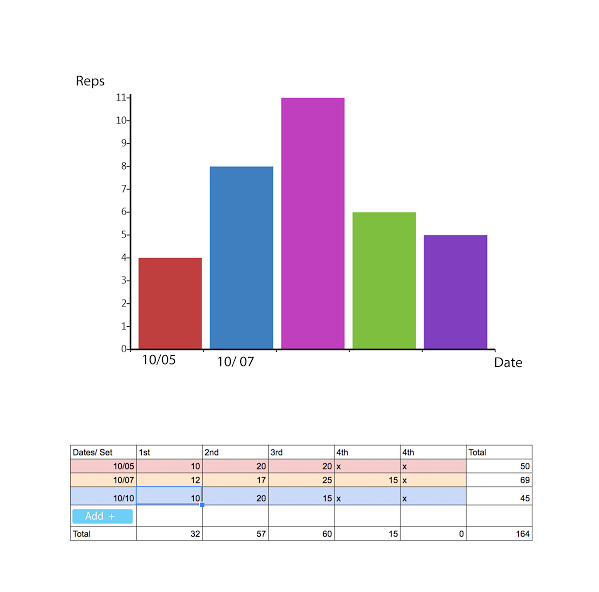 Reps
11
10
9
8
7
6
5
4
3
2
1
0
10/05 10/ 07
Date
Dates/ Set 1st 2nd 3rd 4th 4th Total
10/05 10 20 20 x x 50
10/07 12 17 25 15 x 69
10/10 10 20 15 x x 45
Add +
Total 32 57 60 15 0 164